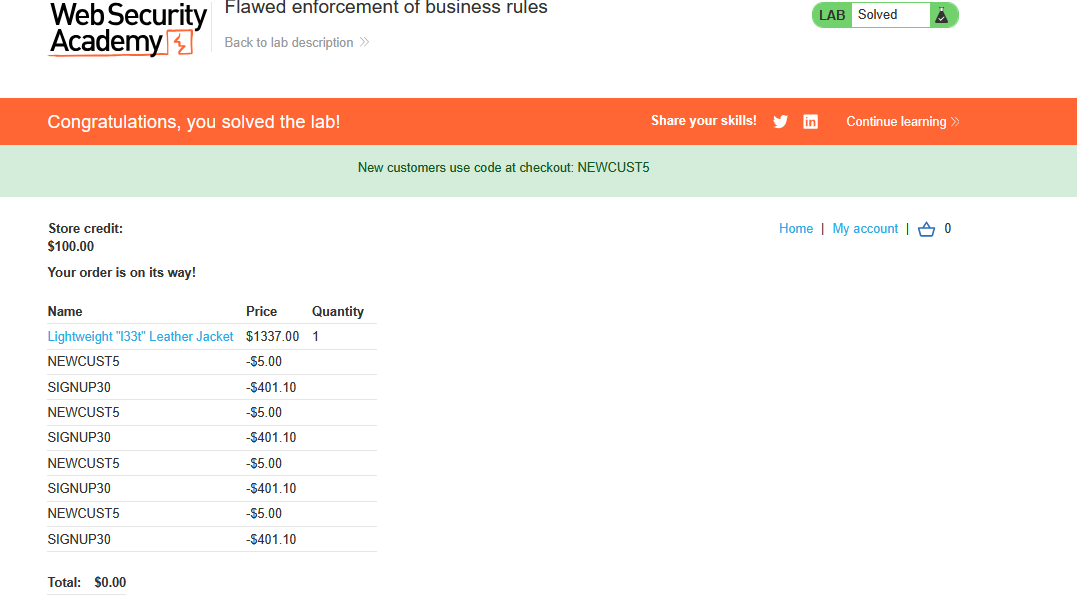 Web Security
Academy
Flawed enforcement of business rules
Back to lab description
LAB Solved
Congratulations, you solved the lab!
Share your skills!
Continue learning
New customers use code at checkout: NEWCUST5
Store credit:
$100.00
Home | My account | 0
Your order is on its way!
Name Price Quantity
Lightweight "l33t" Leather Jacket $1337.00 1
NEWCUST5 -$5.00
SIGNUP30 -$401.10
NEWCUST5 -$5.00
SIGNUP30 -$401.10
NEWCUST5 -$5.00
SIGNUP30 -$401.10
NEWCUST5 -$5.00
SIGNUP30 -$401.10
Total: $0.00